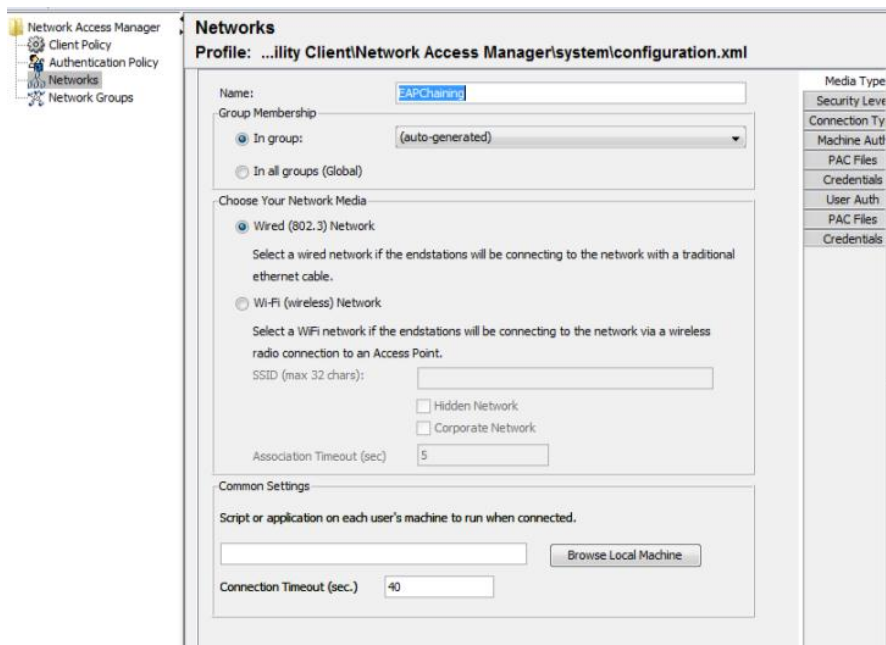 Network Access Manager
Client Policy
Authentication Policy
Networks
Network Groups
Networks
Profile: ...ility Client\Network Access Manager\system\configuration.xml
Name:
EAPChaining
Group Membership
In group:
(auto-generated)
In all groups (Global)
Choose Your Network Media
Wired (802.3) Network
Select a wired network if the endstations will be connecting to the network with a traditional
ethernet cable.
Wi-Fi (wireless) Network
Select a WiFi network if the endstations will be connecting to the network via a wireless
radio connection to an Access Point.
SSID (max 32 chars):
Hidden Network
Corporate Network
Association Timeout (sec)
5
Common Settings
Script or application on each user's machine to run when connected.
Browse Local Machine
Connection Timeout (sec.)
40
Media Type
Security Leve
Connection Ty
Machine Auth
PAC Files
Credentials
User Auth
PAC Files
Credentials